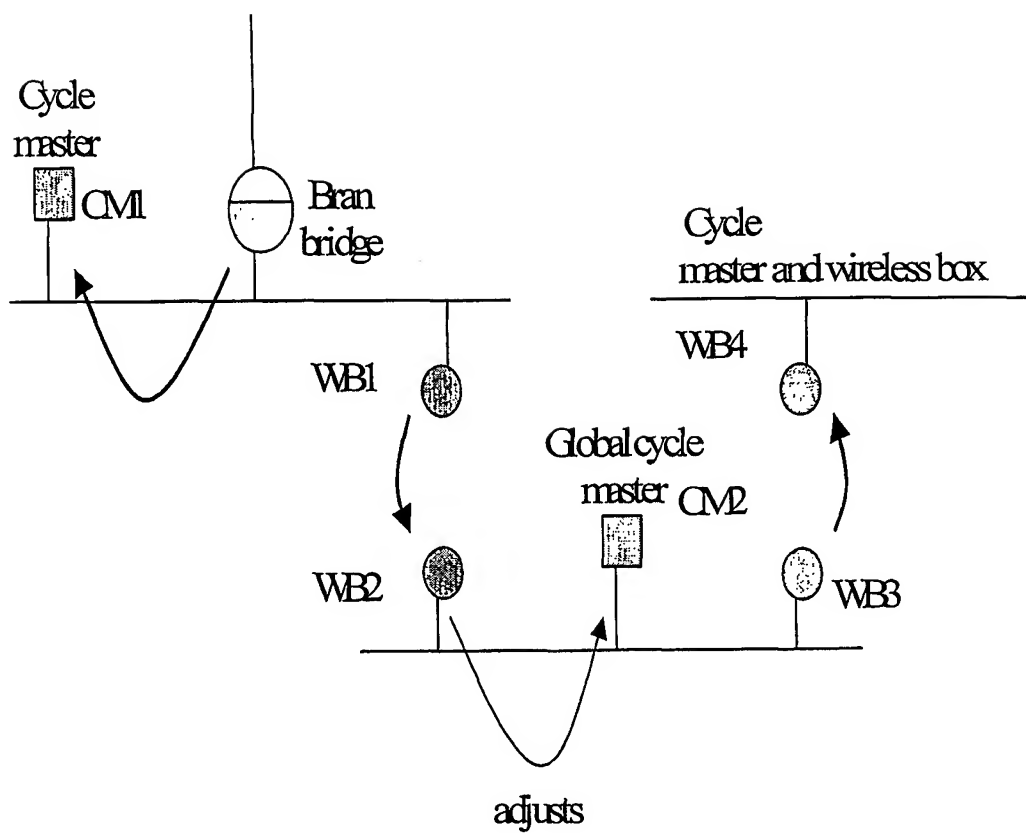 Cycle
master
CM1
Bran
bridge
Cycle
master and wireless box
WB1
WB4
Global cycle
master
CM2
WB2
WB3
adjusts